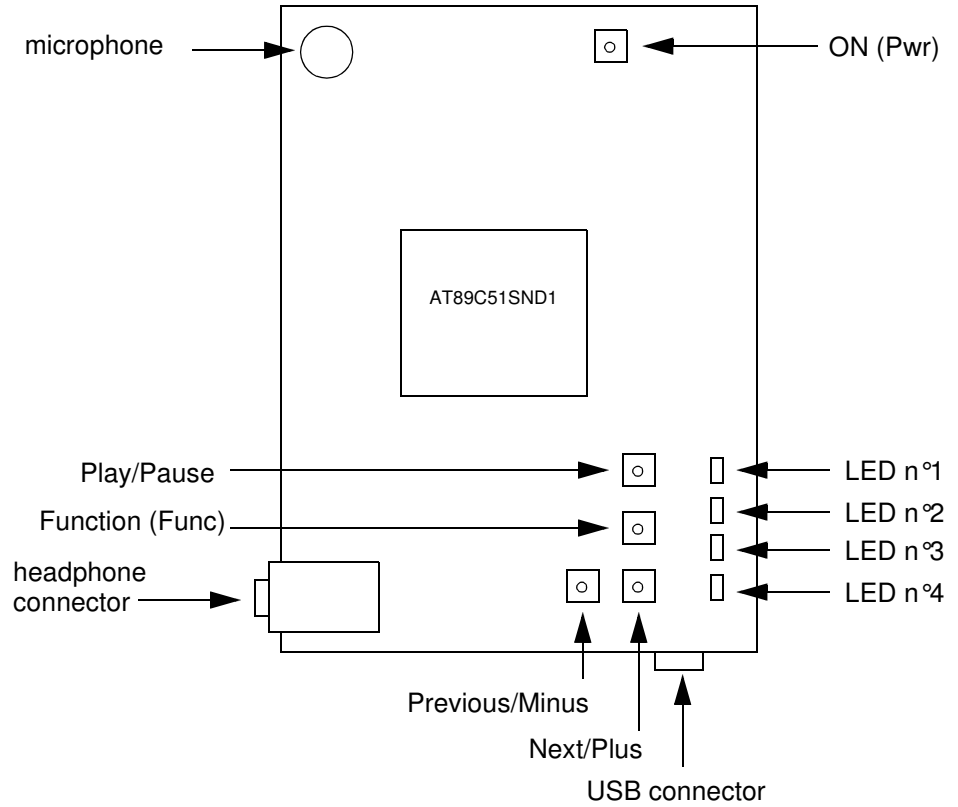 microphone
ON (Pwr)
AT89C51SND1
Play/Pause
LED n°1
Function (Func)
LED n°2
LED n°3
headphone
connector
LED n°4
Previous/Minus
Next/Plus
USB connector